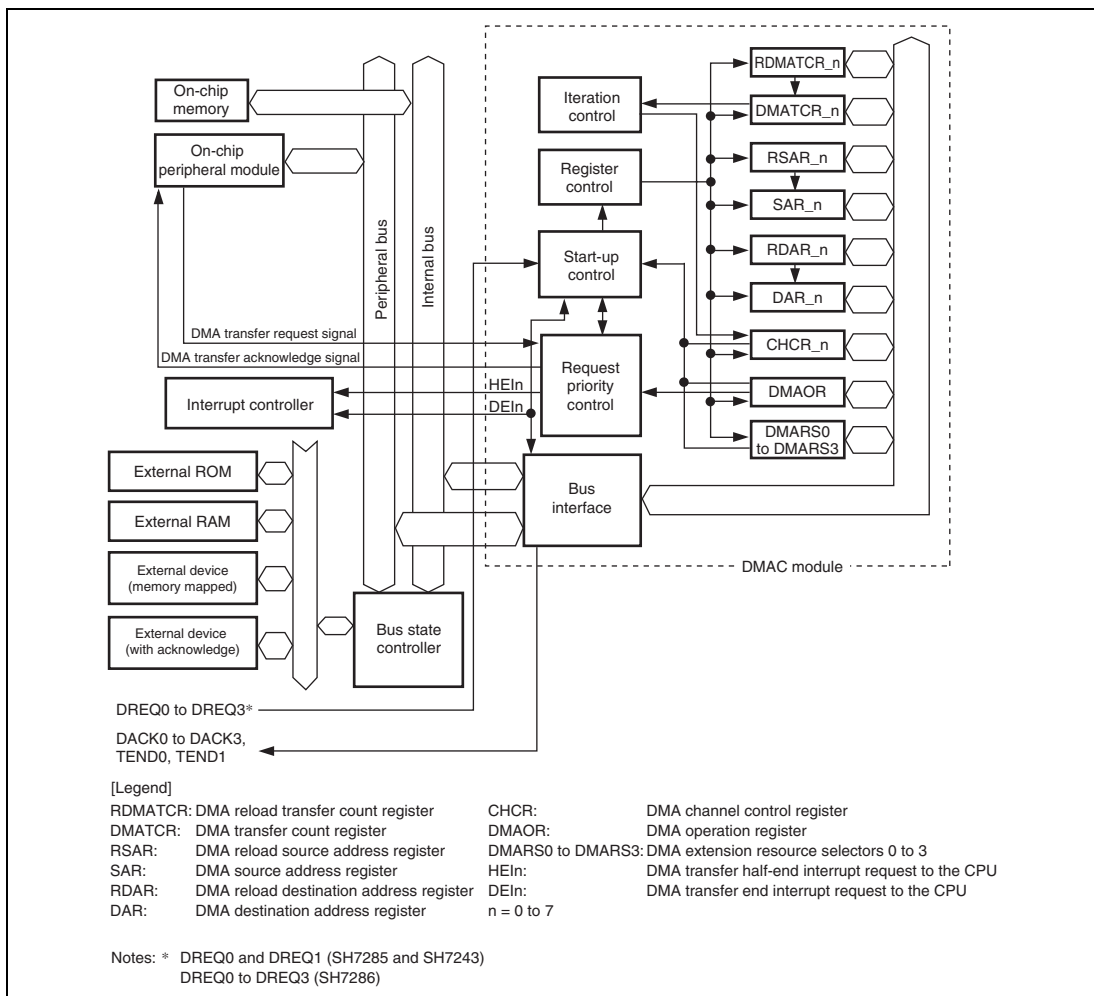 On-chip
memory
On-chip
peripheral module
Peripheral bus
Internal bus
DMA transfer request signal
DMA transfer acknowledge signal
Interrupt controller
HEIn
DEIn
External ROM
External RAM
External device
(memory mapped)
External device
(with acknowledge)
Bus state
controller
Iteration
control
Register
control
Start-up
control
Request
priority
control
Bus
interface
RDMATCR_n
DMATCR_n
RSAR_n
SAR_n
RDAR_n
DAR_n
CHCR_n
DMAOR
DMARS0
to DMARS3
DMAC module
DREQ0 to DREQ3*
DACK0 to DACK3,
TEND0, TEND1
[Legend]
RDMATCR: DMA reload transfer count register
DMATCR: DMA transfer count register
RSAR: DMA reload source address register
SAR: DMA source address register
RDAR: DMA reload destination address register
DAR: DMA destination address register
CHCR: DMA channel control register
DMAOR: DMA operation register
DMARS0 to DMARS3: DMA extension resource selectors 0 to 3
HEIn: DMA transfer half-end interrupt request to the CPU
DEIn: DMA transfer end interrupt request to the CPU
n = 0 to 7
Notes: * DREQ0 and DREQ1 (SH7285 and SH7243)
DREQ0 to DREQ3 (SH7286)